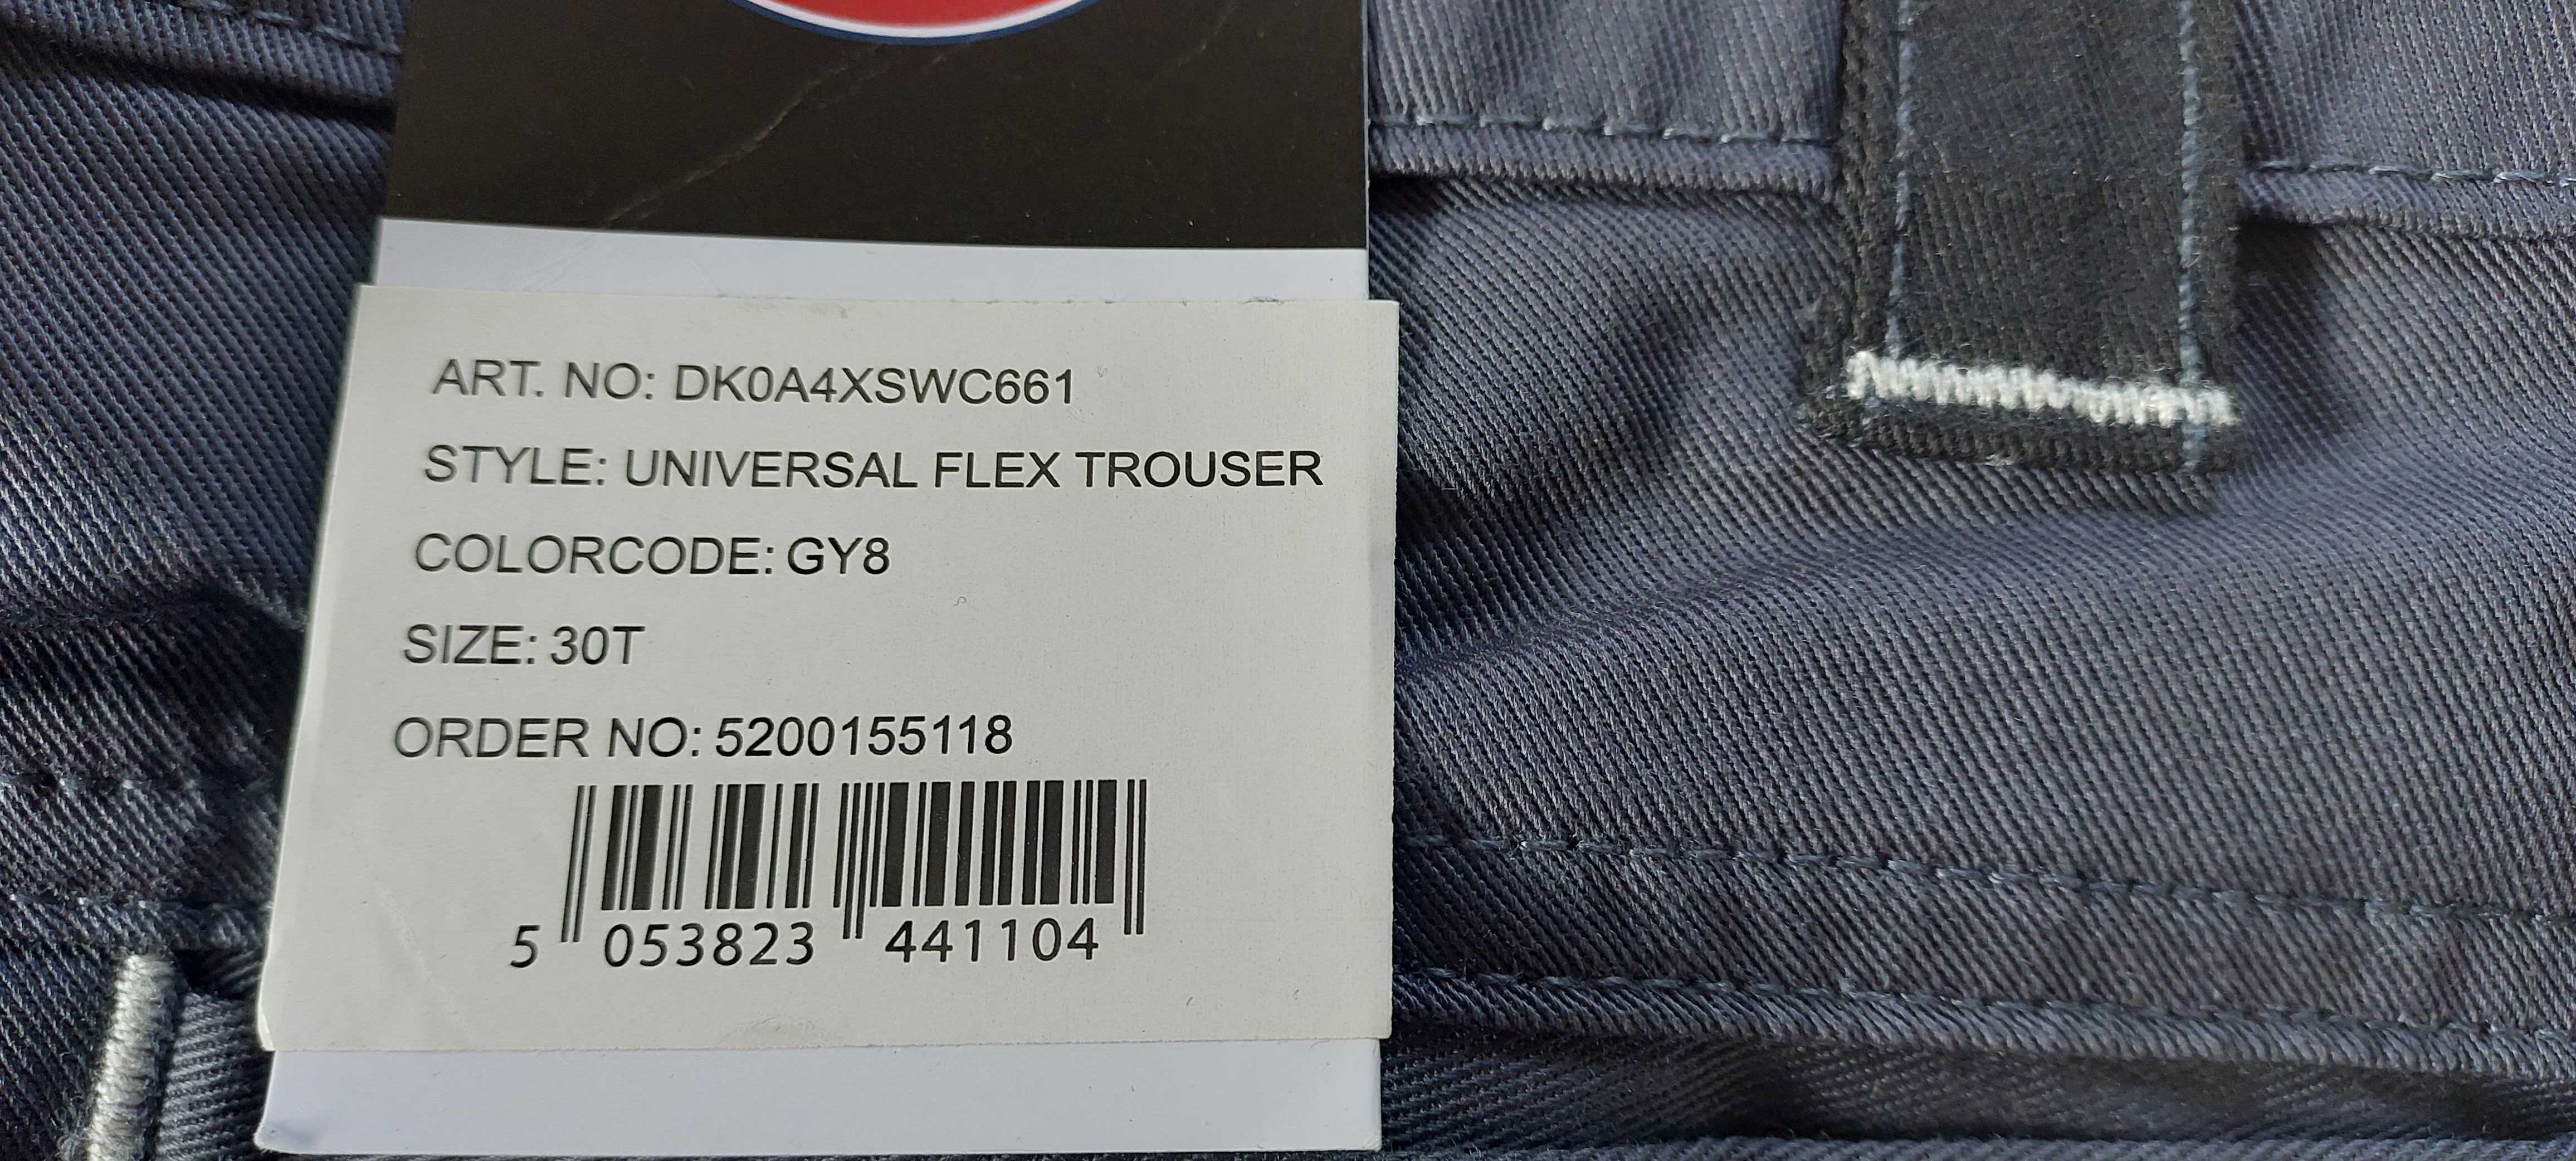 ART. NO: DK0A4XSWC661
STYLE: UNIVERSAL FLEX TROUSER
COLORCODE: GY8
SIZE: 30T
ORDER NO: 5200155118
5 053823 441104